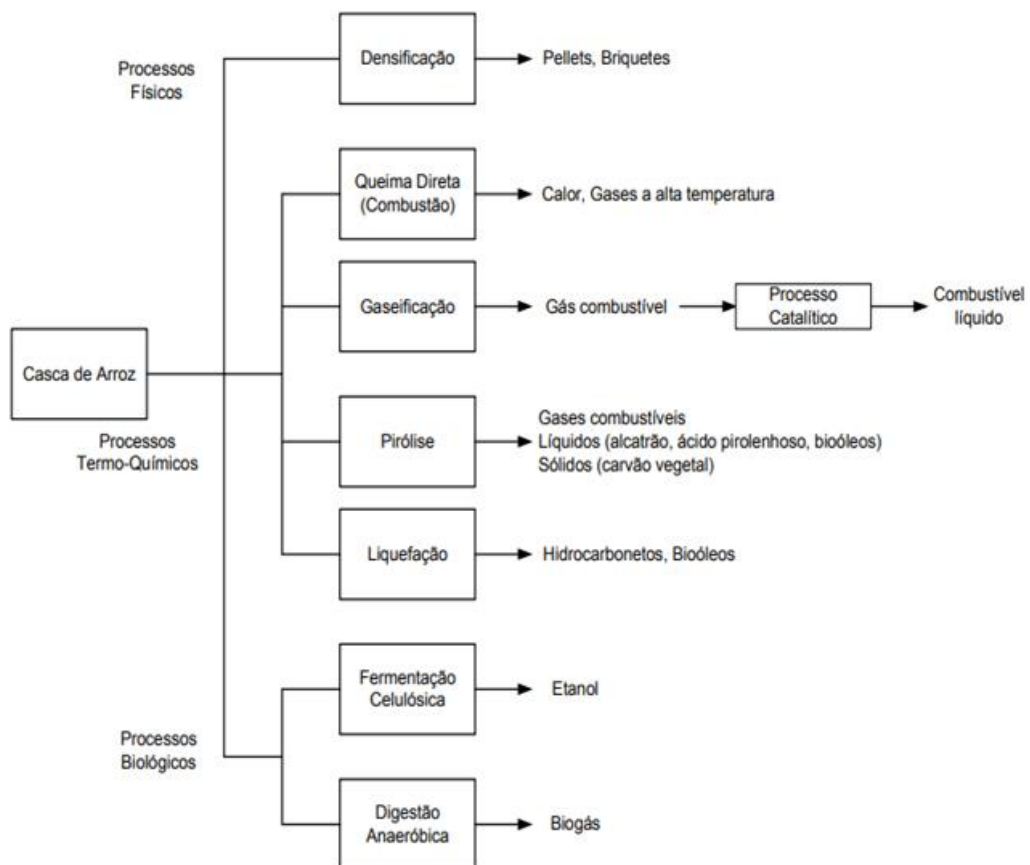 Processos
Físicos
Densificação
Pellets, Briquetes
Queima Direta
(Combustão)
Calor, Gases a alta temperatura
Gaseificação
Gás combustível
Processo
Catalítico
Combustível
líquido
Casca de Arroz
Processos
Termo-Químicos
Pirólise
Gases combustíveis
Líquidos (alcatrão, ácido pirolenhoso, bioóleos)
Sólidos (carvão vegetal)
Liquefação
Hidrocarbonetos, Bioóleos
Processos
Biológicos
Fermentação
Celulósica
Etanol
Digestão
Anaeróbica
Biogás